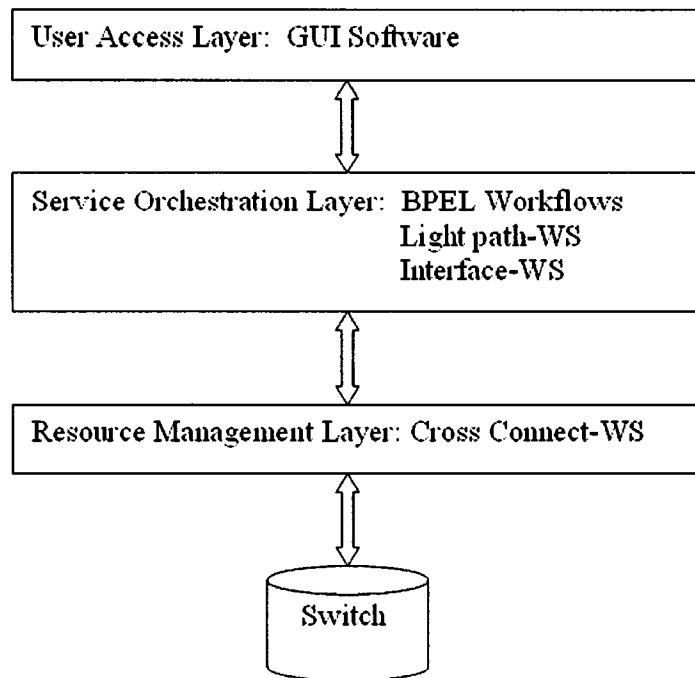 User Access Layer: GUI Software
Service Orchestration Layer: BPEL Workflows
Light path-WS
Interface-WS
Resource Management Layer: Cross Connect-WS
Switch